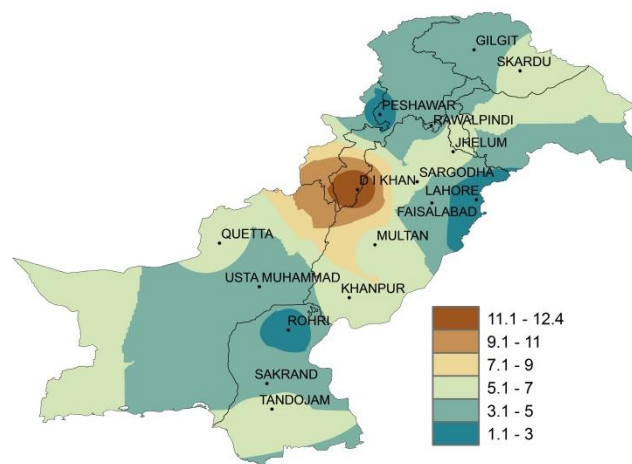 GILGIT
SKARDU
PESHAWAR
RAWALPINDI
JHELUM
D I KHAN
SARGODHA
LAHORE
FAISALABAD
QUETTA
MULTAN
USTA MUHAMMAD
KHANPUR
ROHRI
SAKRAND
TANDOJAM
11.1 - 12.4
9.1 - 11
7.1 - 9
5.1 - 7
3.1 - 5
1.1 - 3